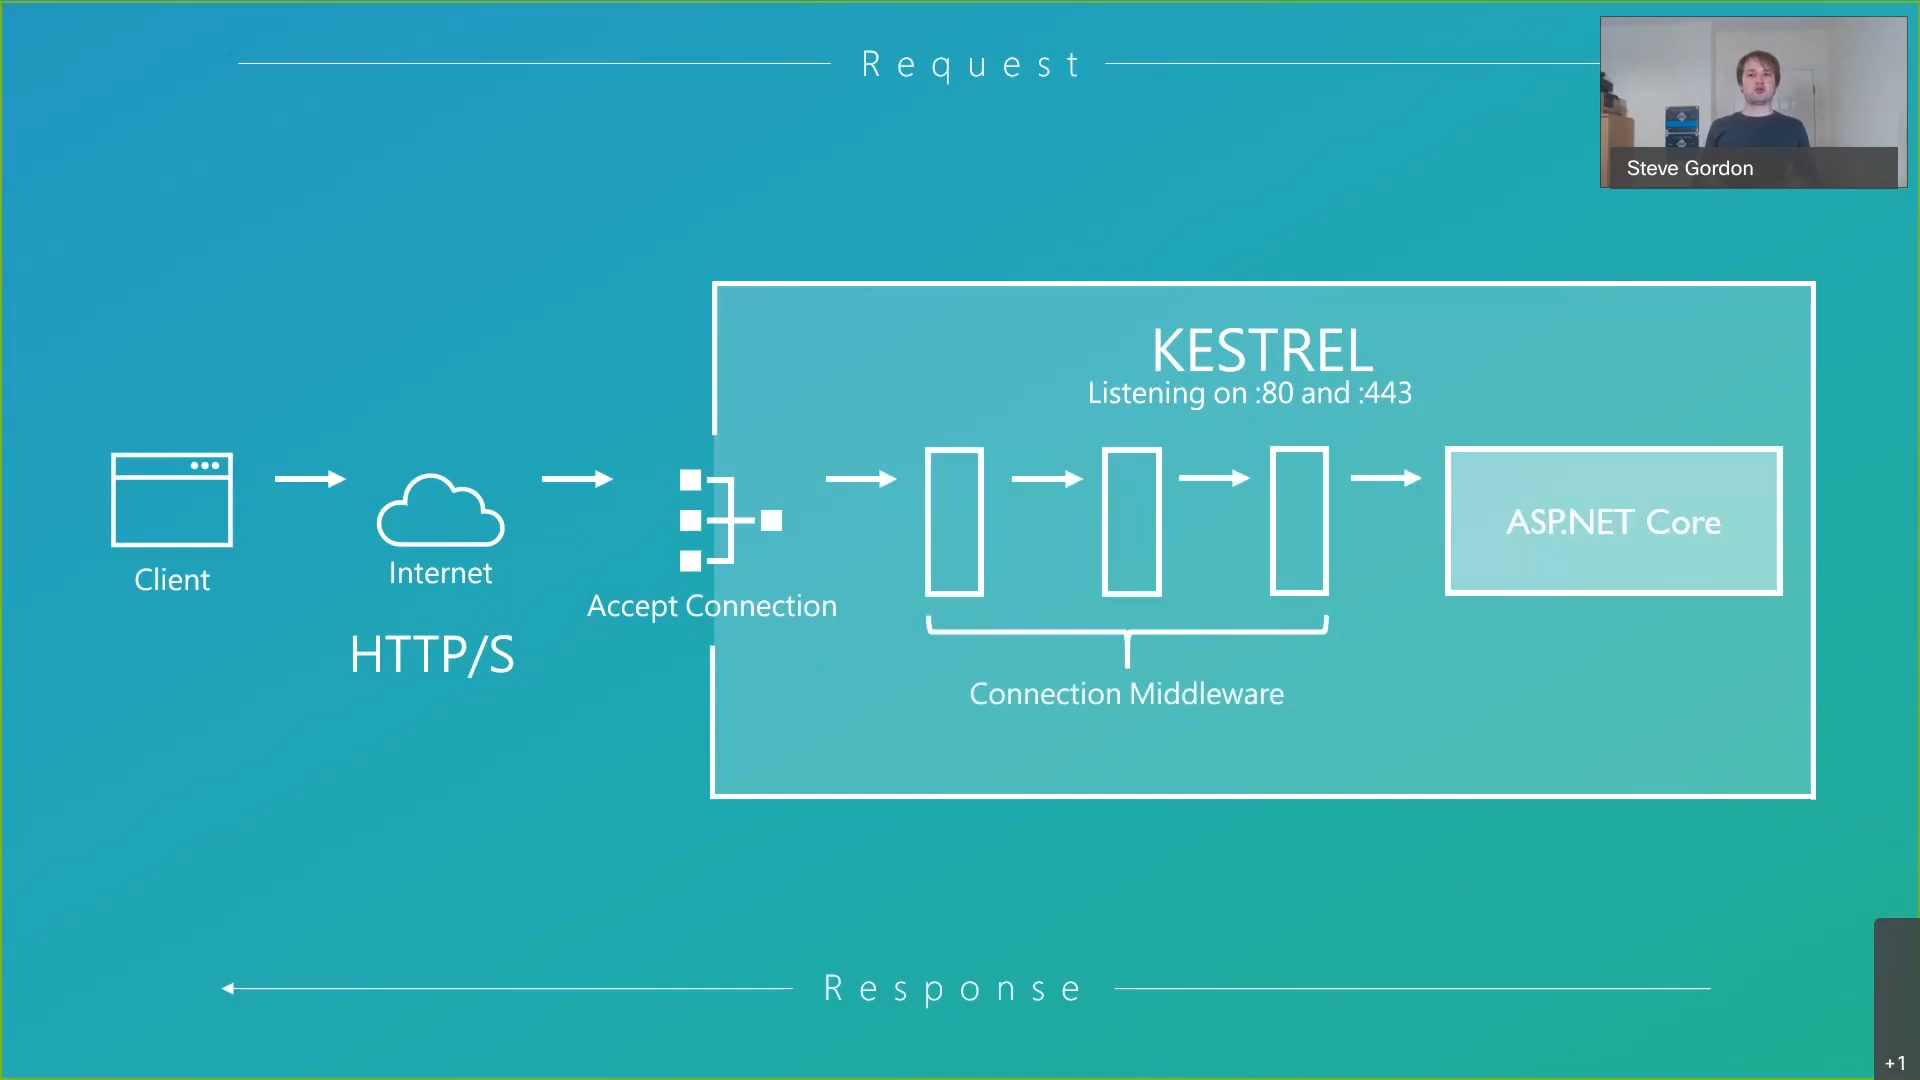 Request
Steve Gordon
KESTREL
Listening on :80 and :443
ASP.NET Core
Client
Internet
Accept Connection
HTTP/S
Connection Middleware
Response
+1